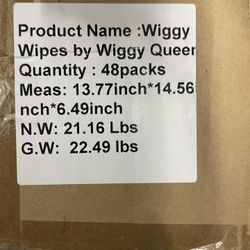 Product Name :Wiggy
Wipes by Wiggy Queen
Quantity : 48packs
Meas: 13.77inch*14.56
nch*6.49inch
N.W: 21.16 Lbs
G.W:  22.49 lbs